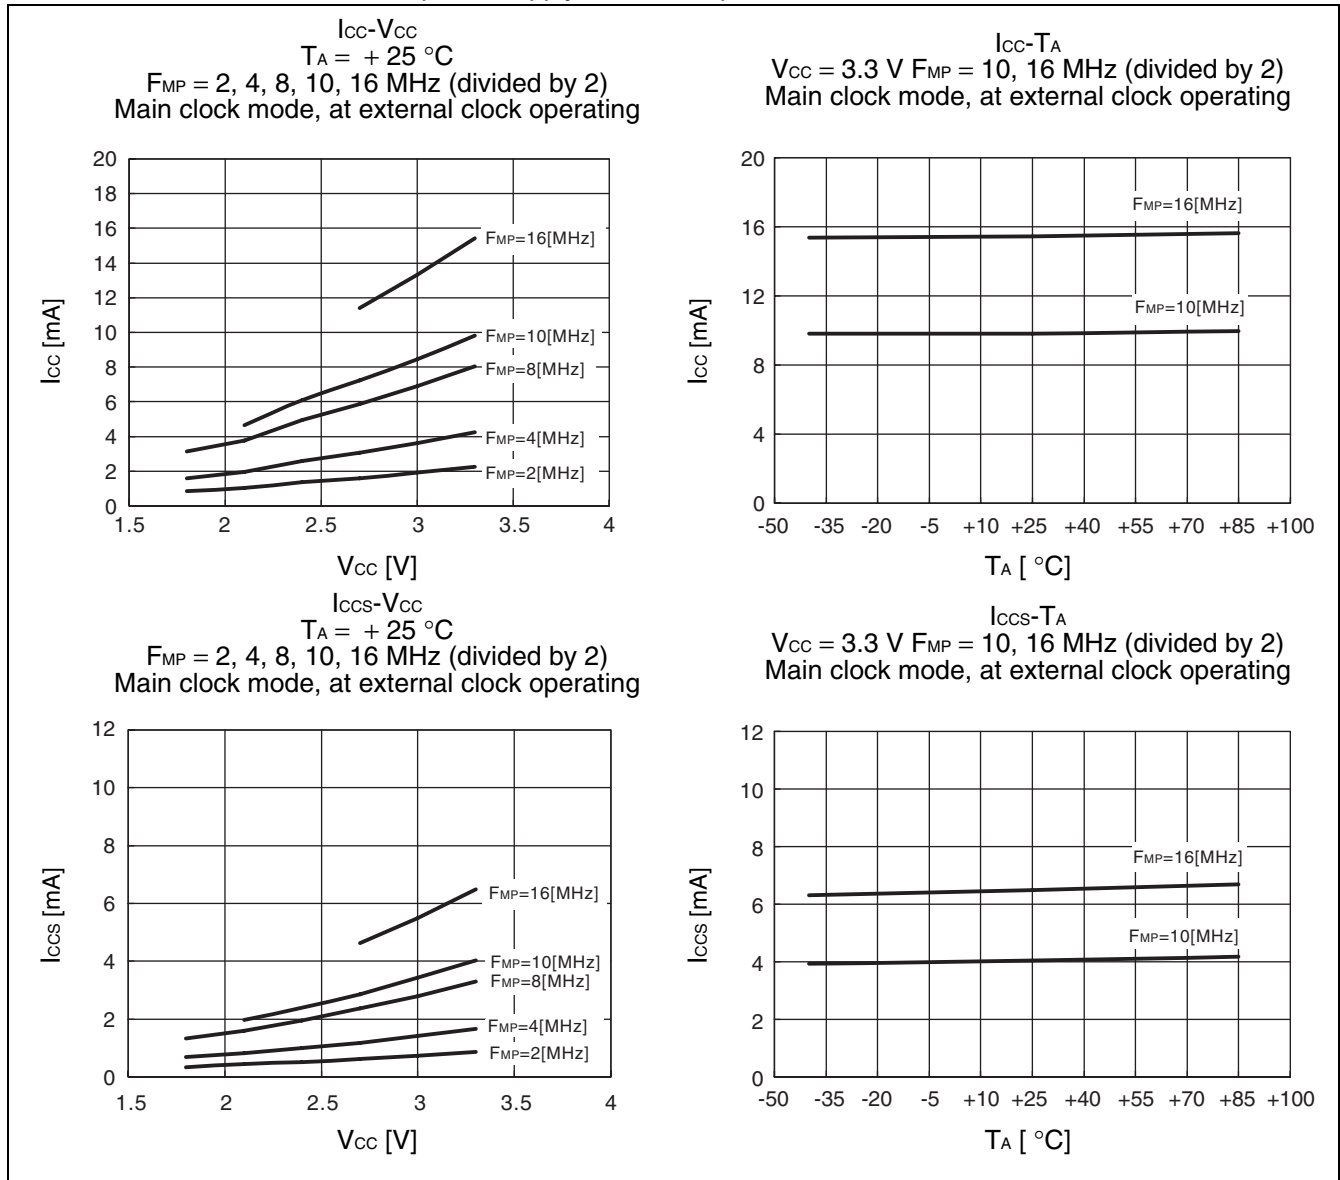 Icc-Vcc
TA = + 25 °C
FMP = 2, 4, 8, 10, 16 MHz (divided by 2)
Main clock mode, at external clock operating
20
18
16
14
12
10
8
6
4
2
0
Icc [mA]
FMP=16[MHz]
FMP=10[MHz]
FMP=8[MHz]
FMP=4[MHz]
FMP=2[MHz]
1.5 2 2.5 3 3.5 4
Vcc [V]
Icc-TA
Vcc = 3.3 V FMP = 10, 16 MHz (divided by 2)
Main clock mode, at external clock operating
20
16
12
8
4
0
Icc [mA]
FMP=16[MHz]
FMP=10[MHz]
-50 -35 -20 -5 +10 +25 +40 +55 +70 +85 +100
TA [ °C]
Iccs-Vcc
TA = + 25 °C
FMP = 2, 4, 8, 10, 16 MHz (divided by 2)
Main clock mode, at external clock operating
12
10
8
6
4
2
0
Iccs [mA]
FMP=16[MHz]
FMP=10[MHz]
FMP=8[MHz]
FMP=4[MHz]
FMP=2[MHz]
1.5 2 2.5 3 3.5 4
Vcc [V]
Iccs-TA
Vcc = 3.3 V FMP = 10, 16 MHz (divided by 2)
Main clock mode, at external clock operating
12
10
8
6
4
2
0
Iccs [mA]
FMP=16[MHz]
FMP=10[MHz]
-50 -35 -20 -5 +10 +25 +40 +55 +70 +85 +100
TA [ °C]